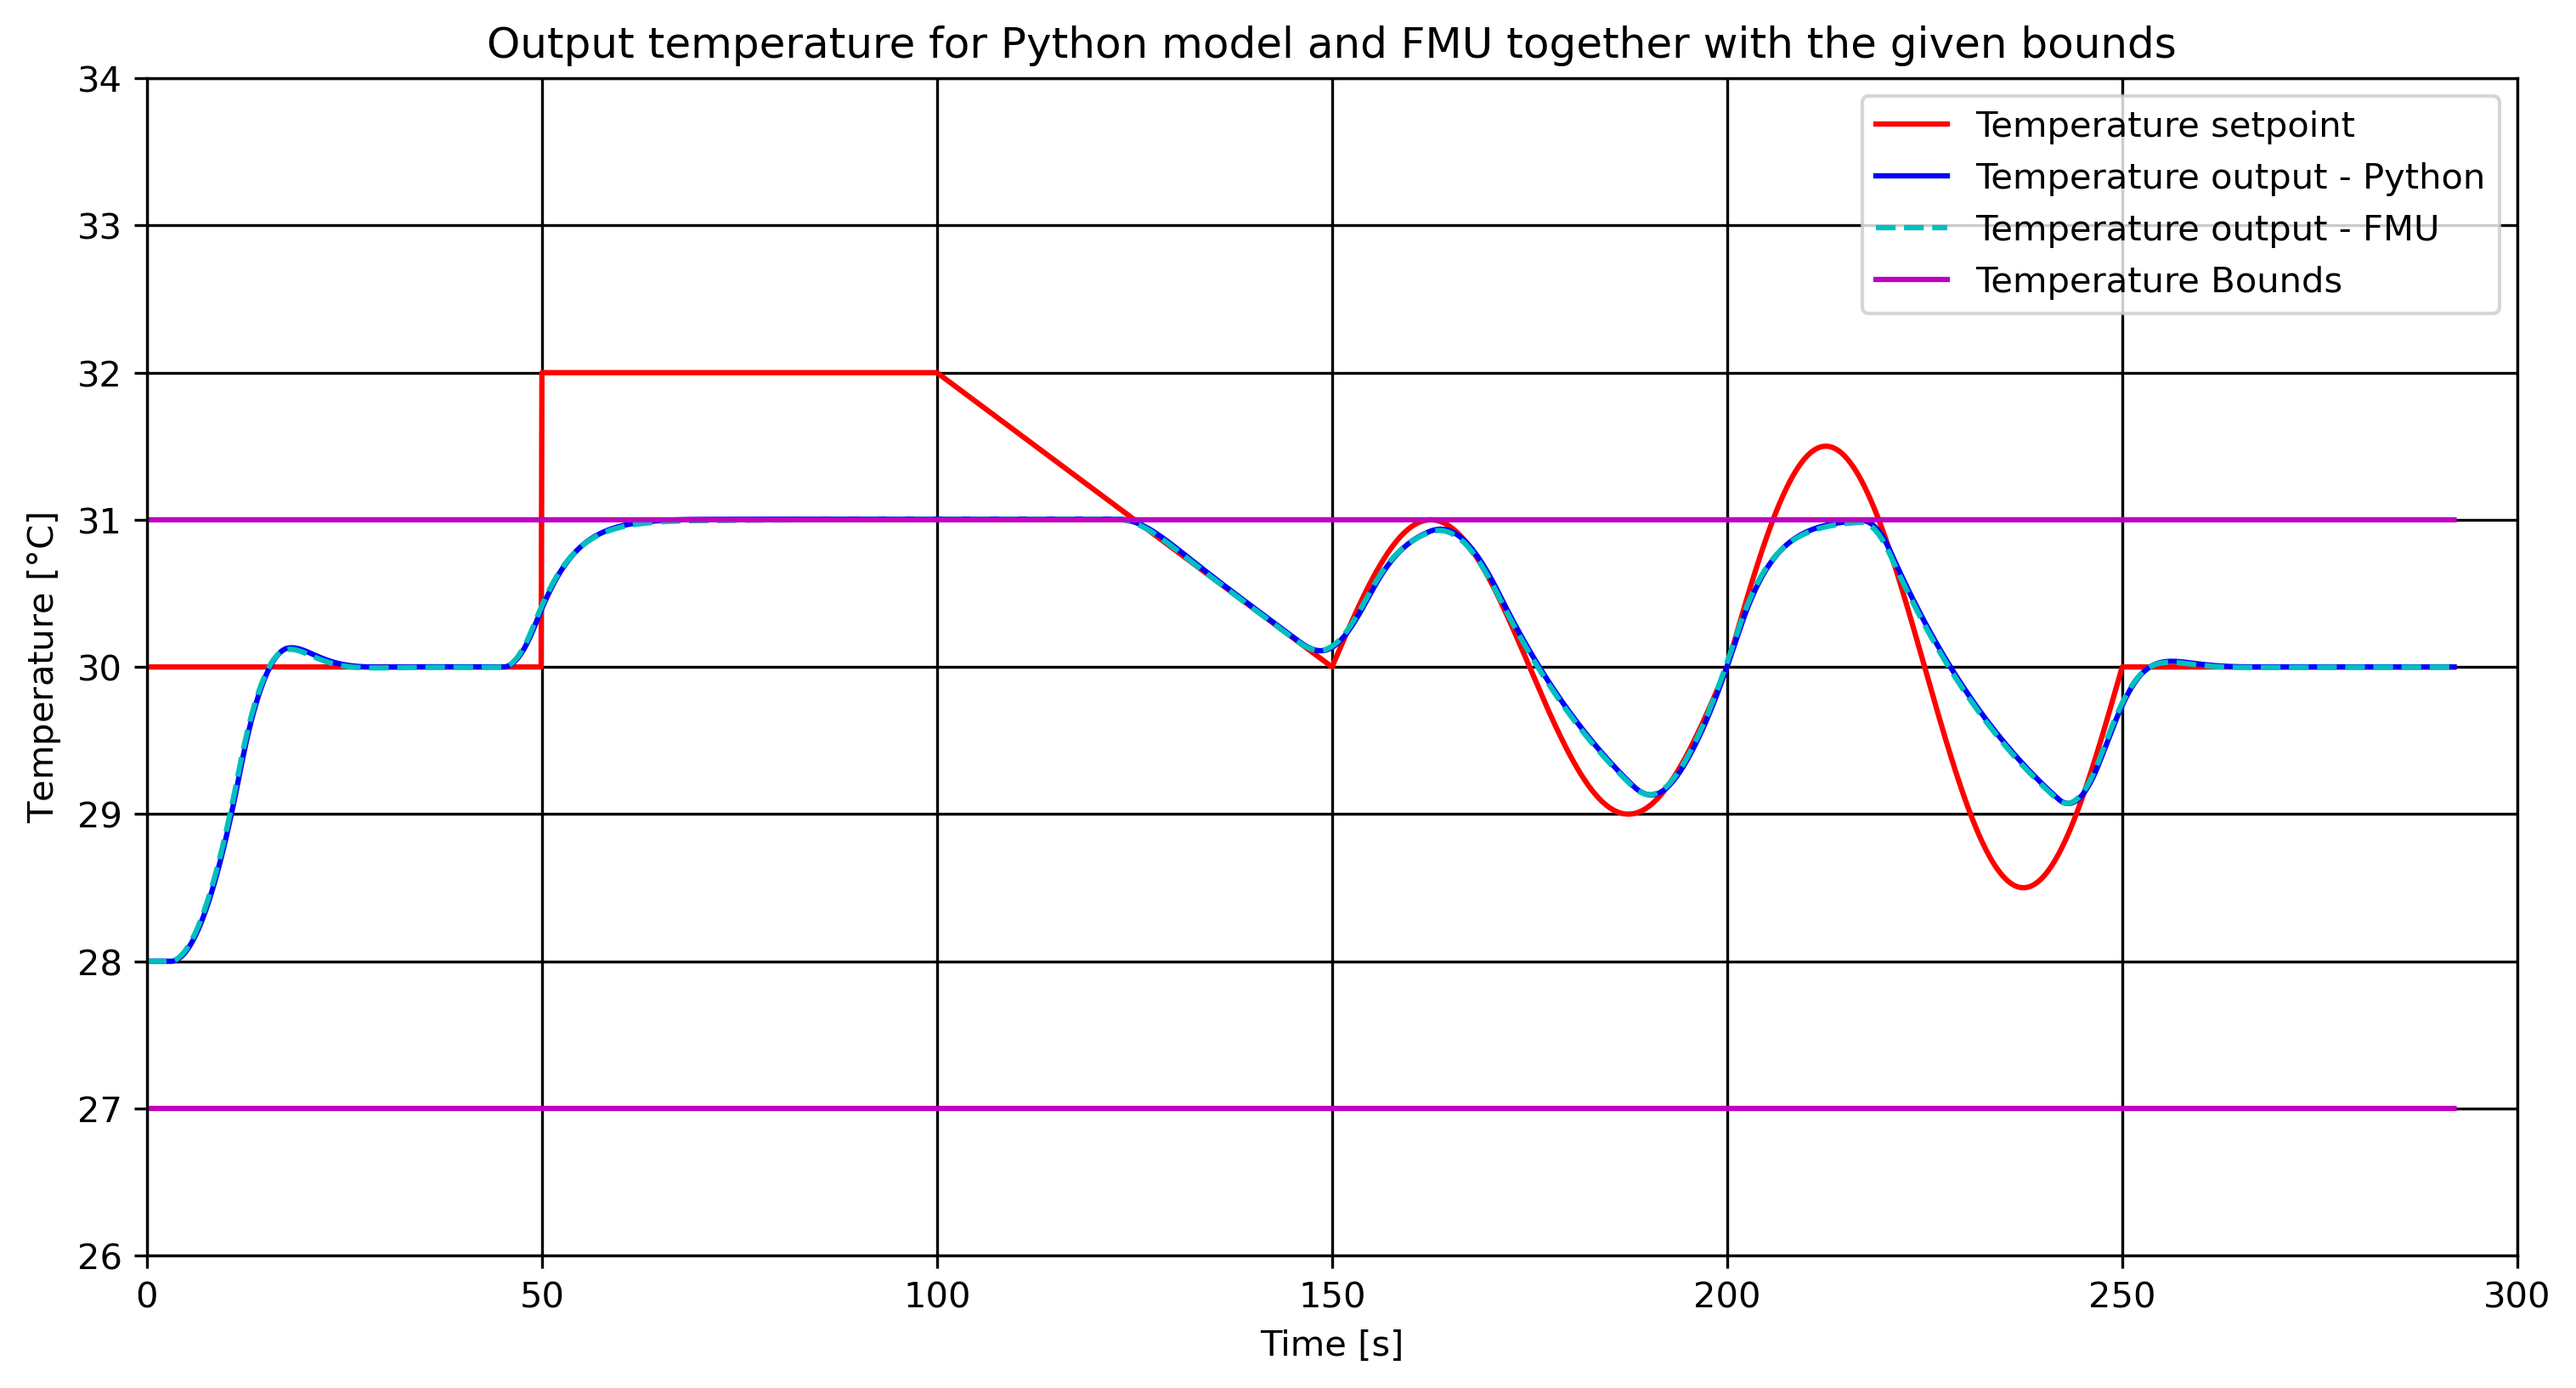 Output temperature for Python model and FMU together with the given bounds
34
33
32
31
30
29
28
27
26
Temperature [°C]
Temperature setpoint
Temperature output - Python
Temperature output - FMU
Temperature Bounds
0 50 100 150 200 250 300
Time [s]